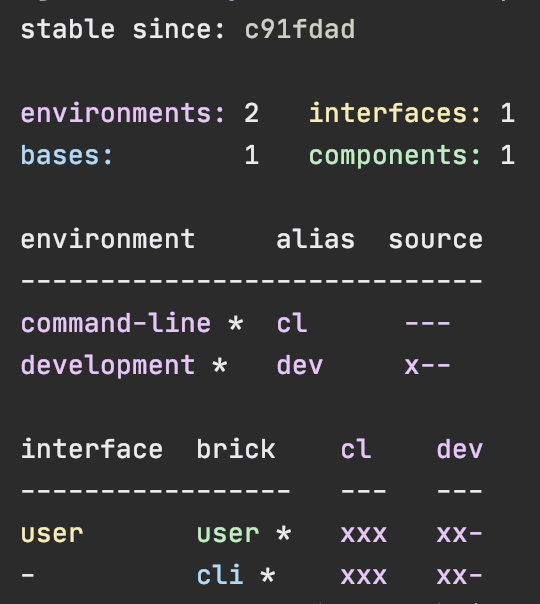 stable since: c91fdad
environments: 2   interfaces: 1
bases:        1   components: 1
environment     alias  source
-----------------------------
command-line *  cl      ---
development *   dev     x--
interface  brick    cl    dev
-----------------   ---   ---
user       user *   xxx   xx-
-          cli *    xxx   xx-